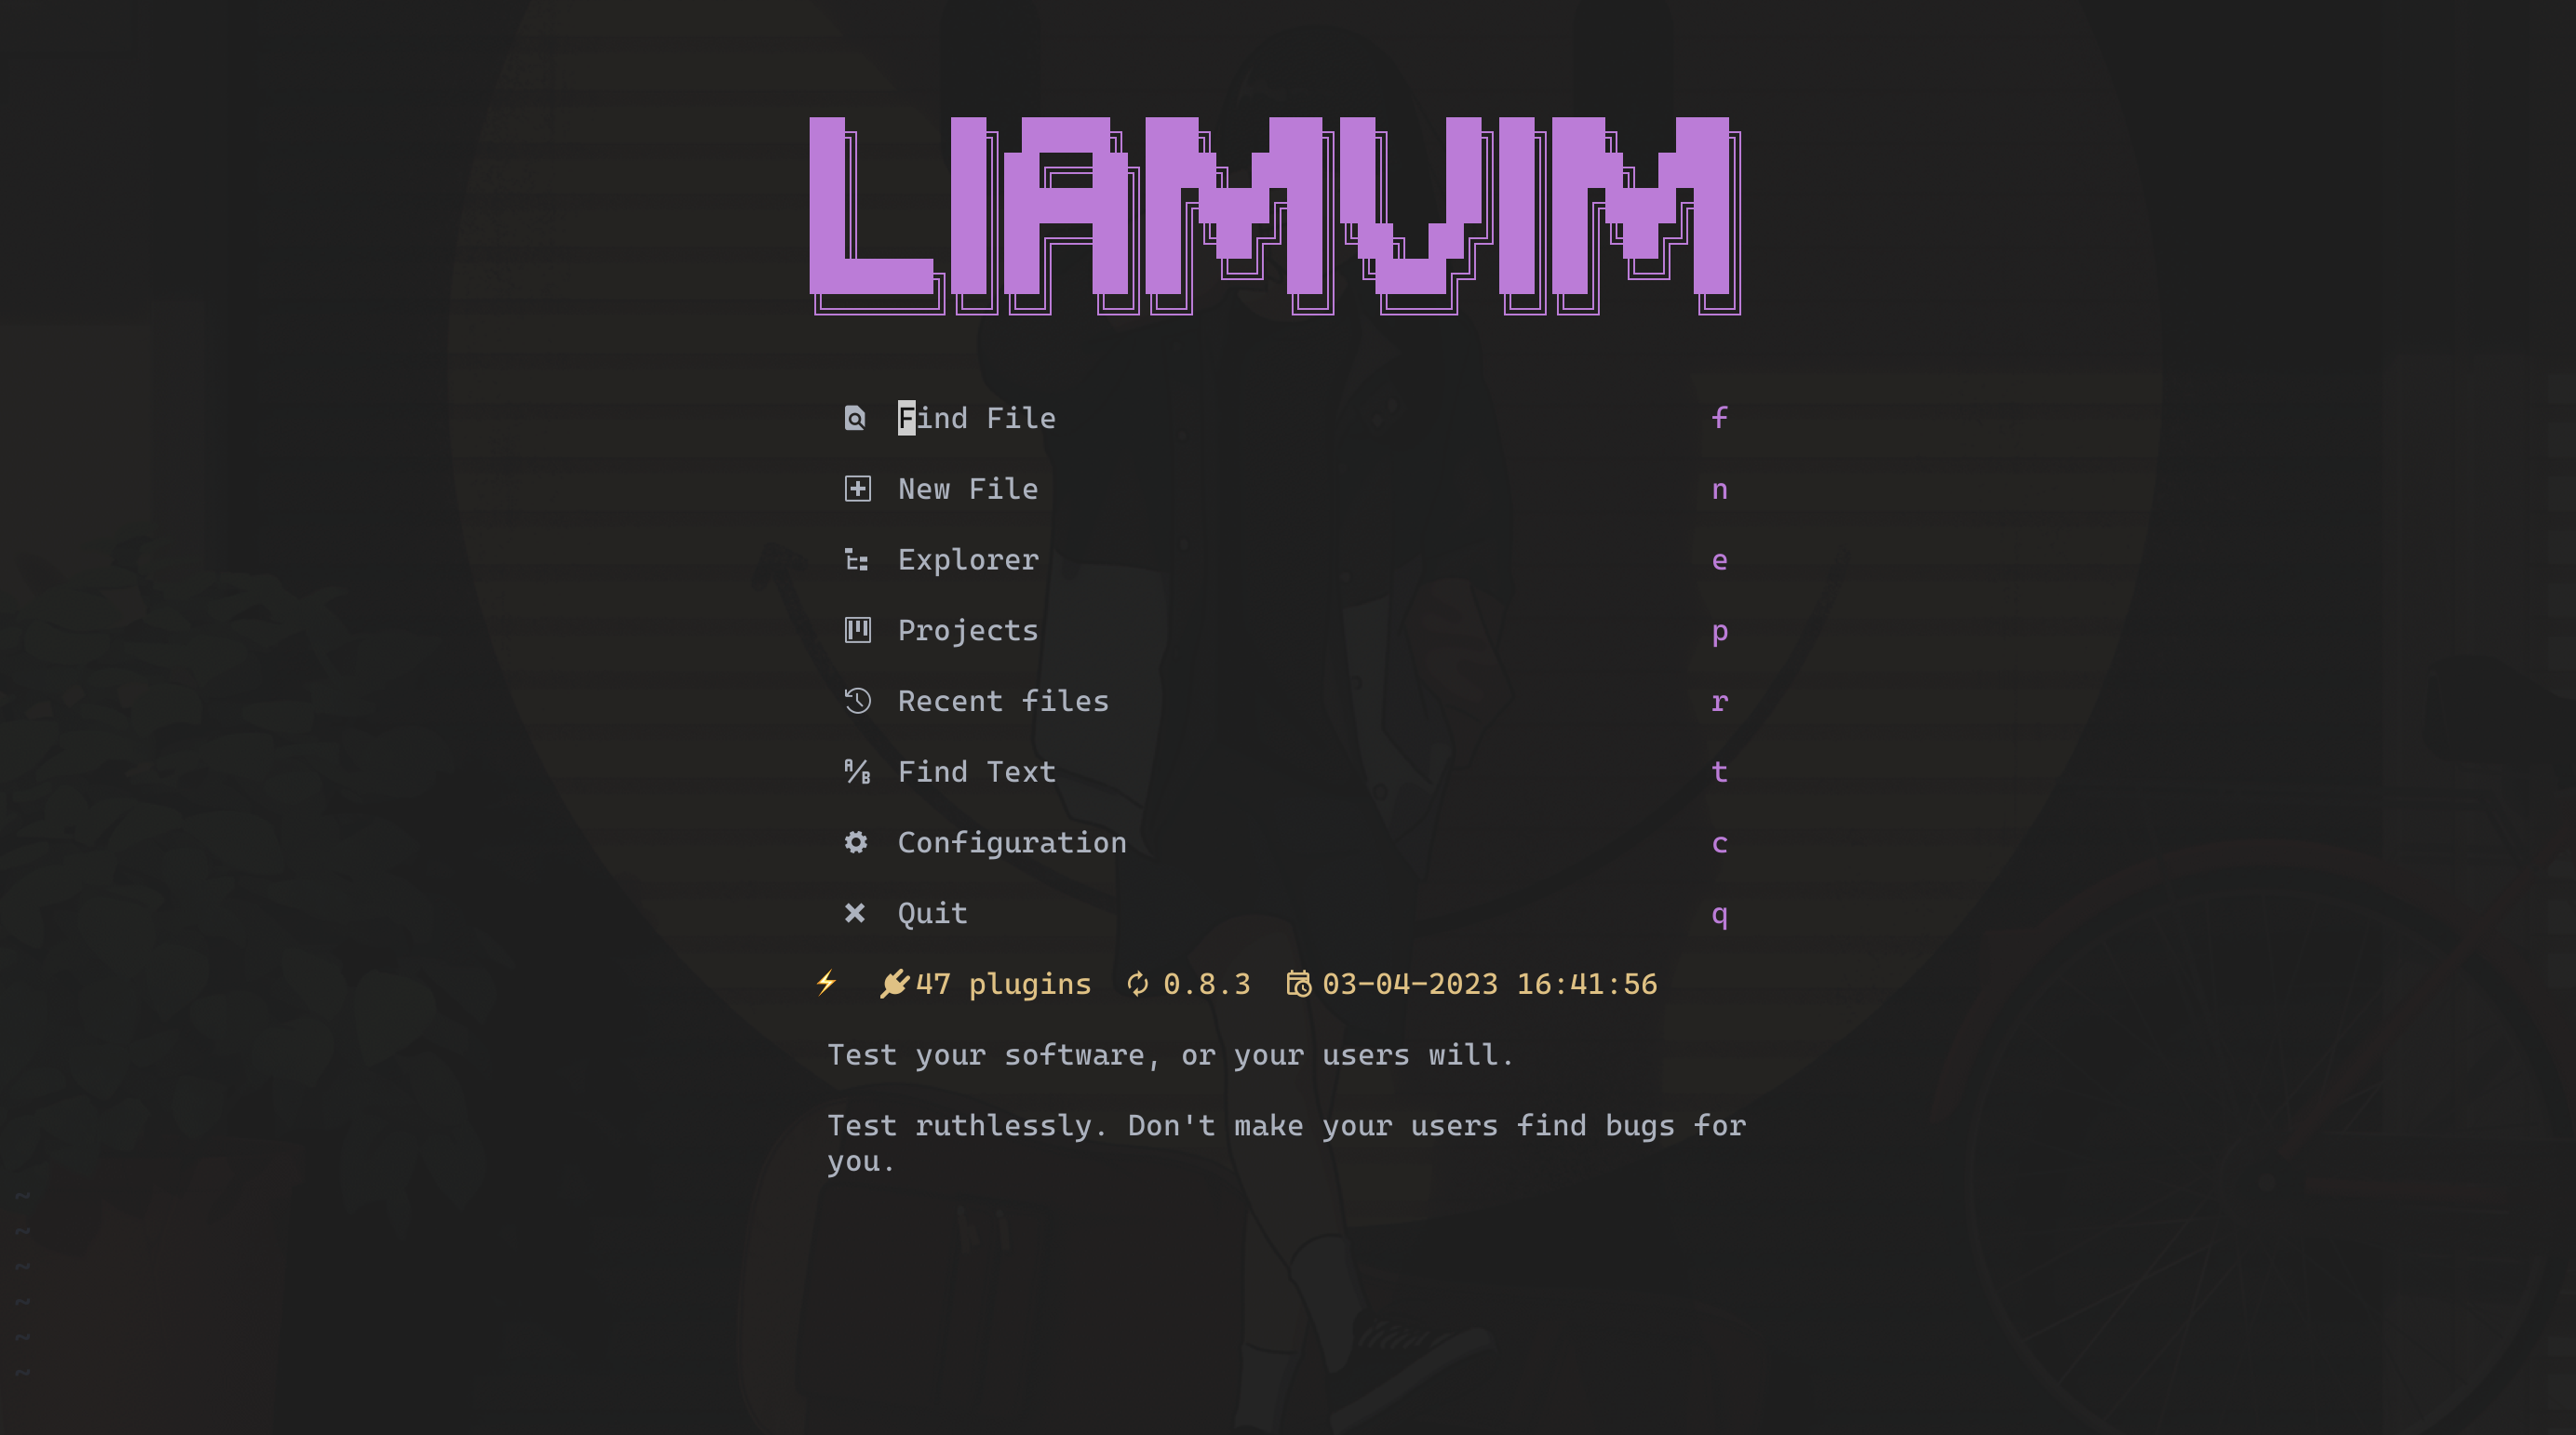 LIAMVIM
Find File f
New File n
Explorer e
Projects p
Recent files r
Find Text t
Configuration c
Quit q
⚡ 47 plugins 0.8.3 03-04-2023 16:41:56
Test your software, or your users will.
Test ruthlessly. Don't make your users find bugs for
you.
~
~
~
~
~
~